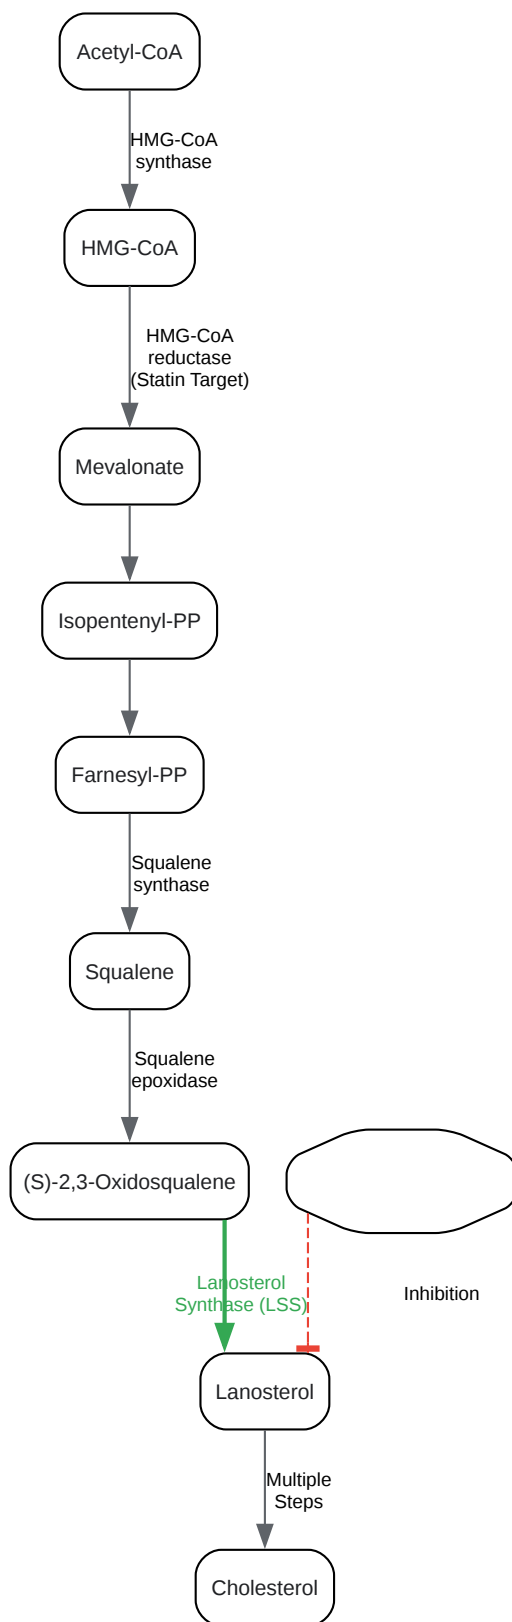 Acetyl-CoA
HMG-CoA
synthase
HMG-CoA
HMG-CoA
reductase
(Statin Target)
Mevalonate
Isopentenyl-PP
Farnesyl-PP
Squalene
synthase
Squalene
Squalene
epoxidase
(S)-2,3-Oxidosqualene
Lanosterol
Synthase (LSS)
Inhibition
Lanosterol
Multiple
Steps
Cholesterol